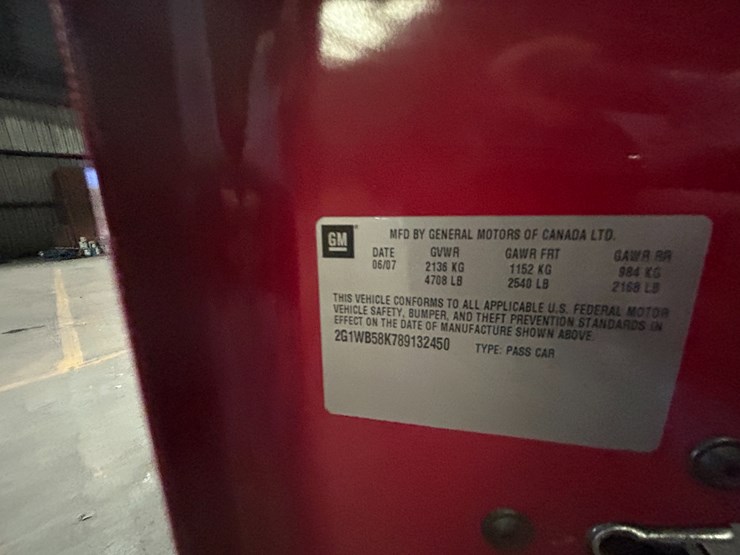 GM
MFD BY GENERAL MOTORS OF CANADA LTD.
DATE GVWR GAWR FRT GAWR RR
06/07 2136 KG 1152 KG 984 KG
4708 LB 2540 LB 2168 LB
THIS VEHICLE CONFORMS TO ALL APPLICABLE U.S. FEDERAL MOTOR
VEHICLE SAFETY, BUMPER, AND THEFT PREVENTION STANDARDS IN
EFFECT ON THE DATE OF MANUFACTURE SHOWN ABOVE.
2G1WB58K789132450 TYPE: PASS CAR